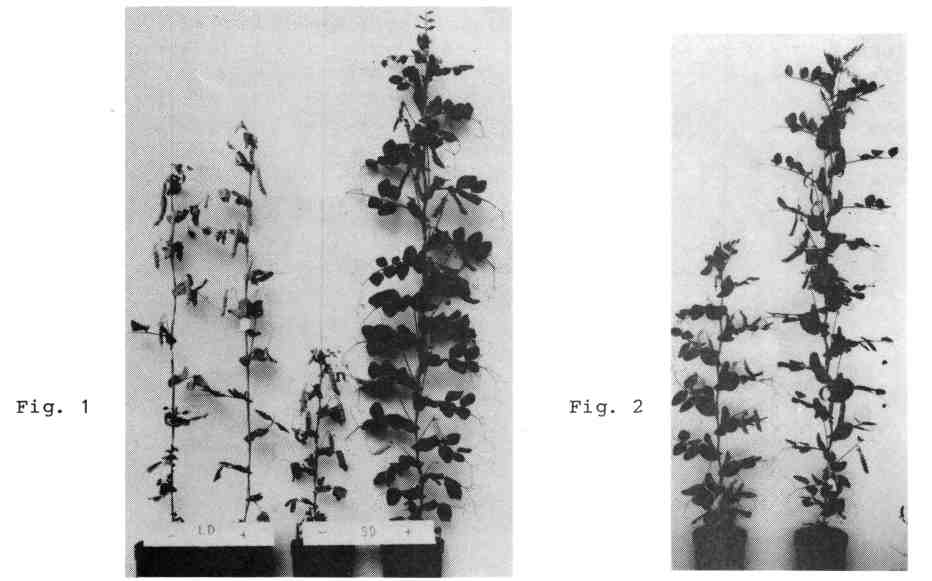 Fig. 1
Fig. 2
- LD +
- SD +